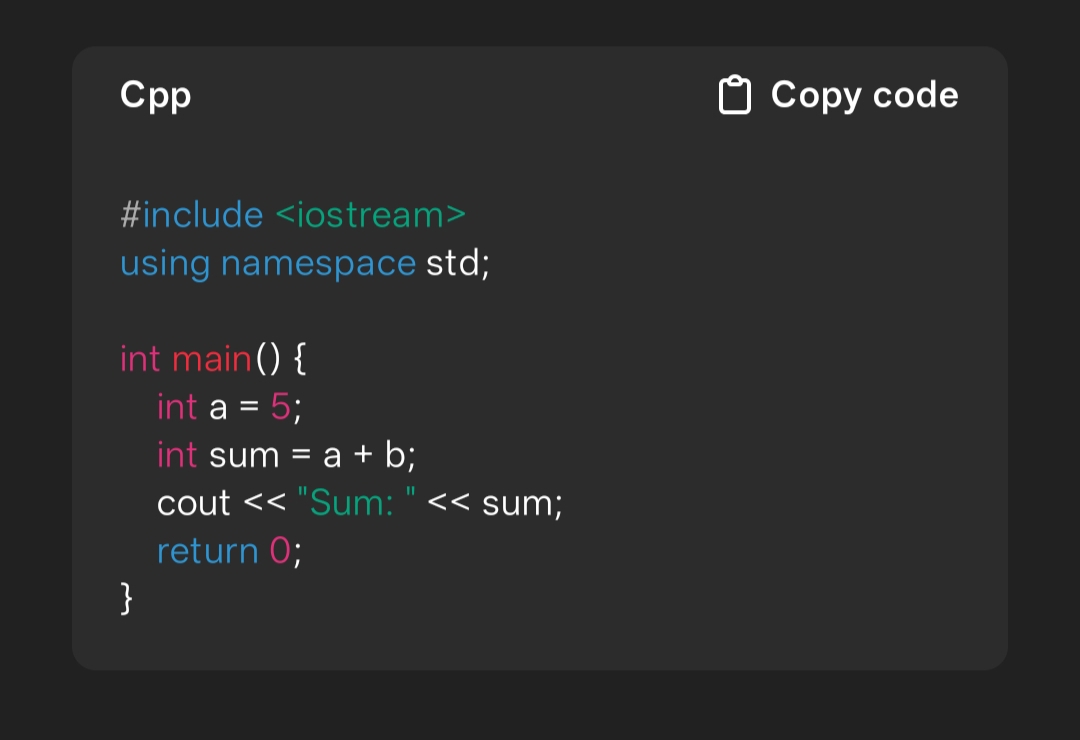 Cpp
Copy code
#include <iostream>
using namespace std;
int main() {
int a = 5;
int sum = a + b;
cout << "Sum: " << sum;
return 0;
}